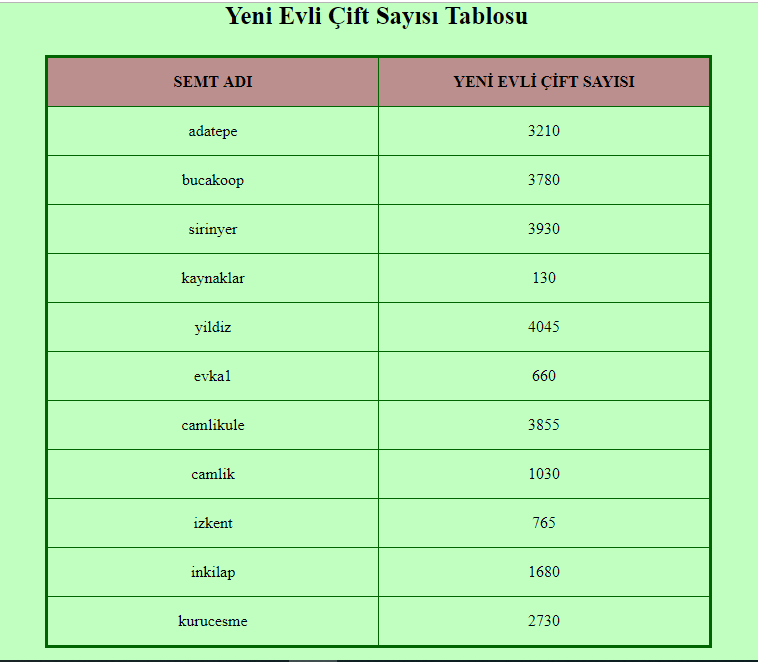 Yeni Evli Çift Sayısı Tablosu
SEMT ADI YENİ EVLİ ÇİFT SAYISI
adatepe 3210
bucakoop 3780
sirinyer 3930
kaynaklar 130
yildiz 4045
evka1 660
camlikule 3855
camlik 1030
izkent 765
inkilap 1680
kurucesme 2730